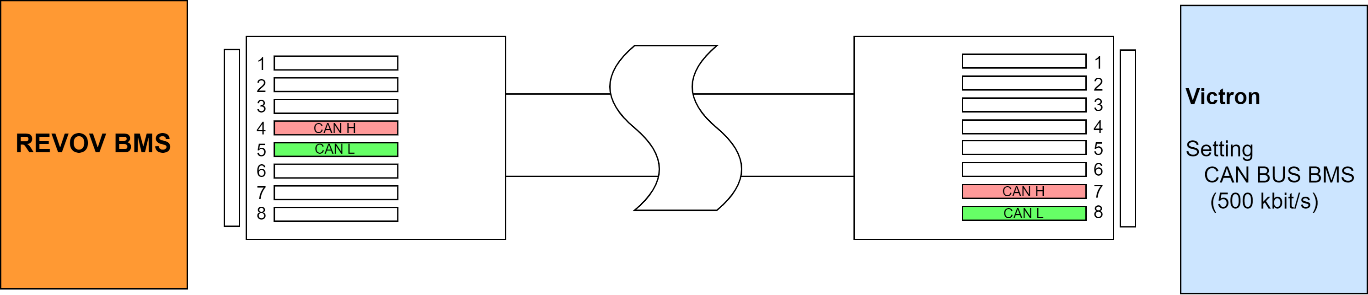 REVOV BMS
1
2
3
4 CAN H
5 CAN L
6
7
8
1
2
3
4
5
6
CAN H 7
CAN L 8
Victron
Setting
CAN BUS BMS
(500 kbit/s)